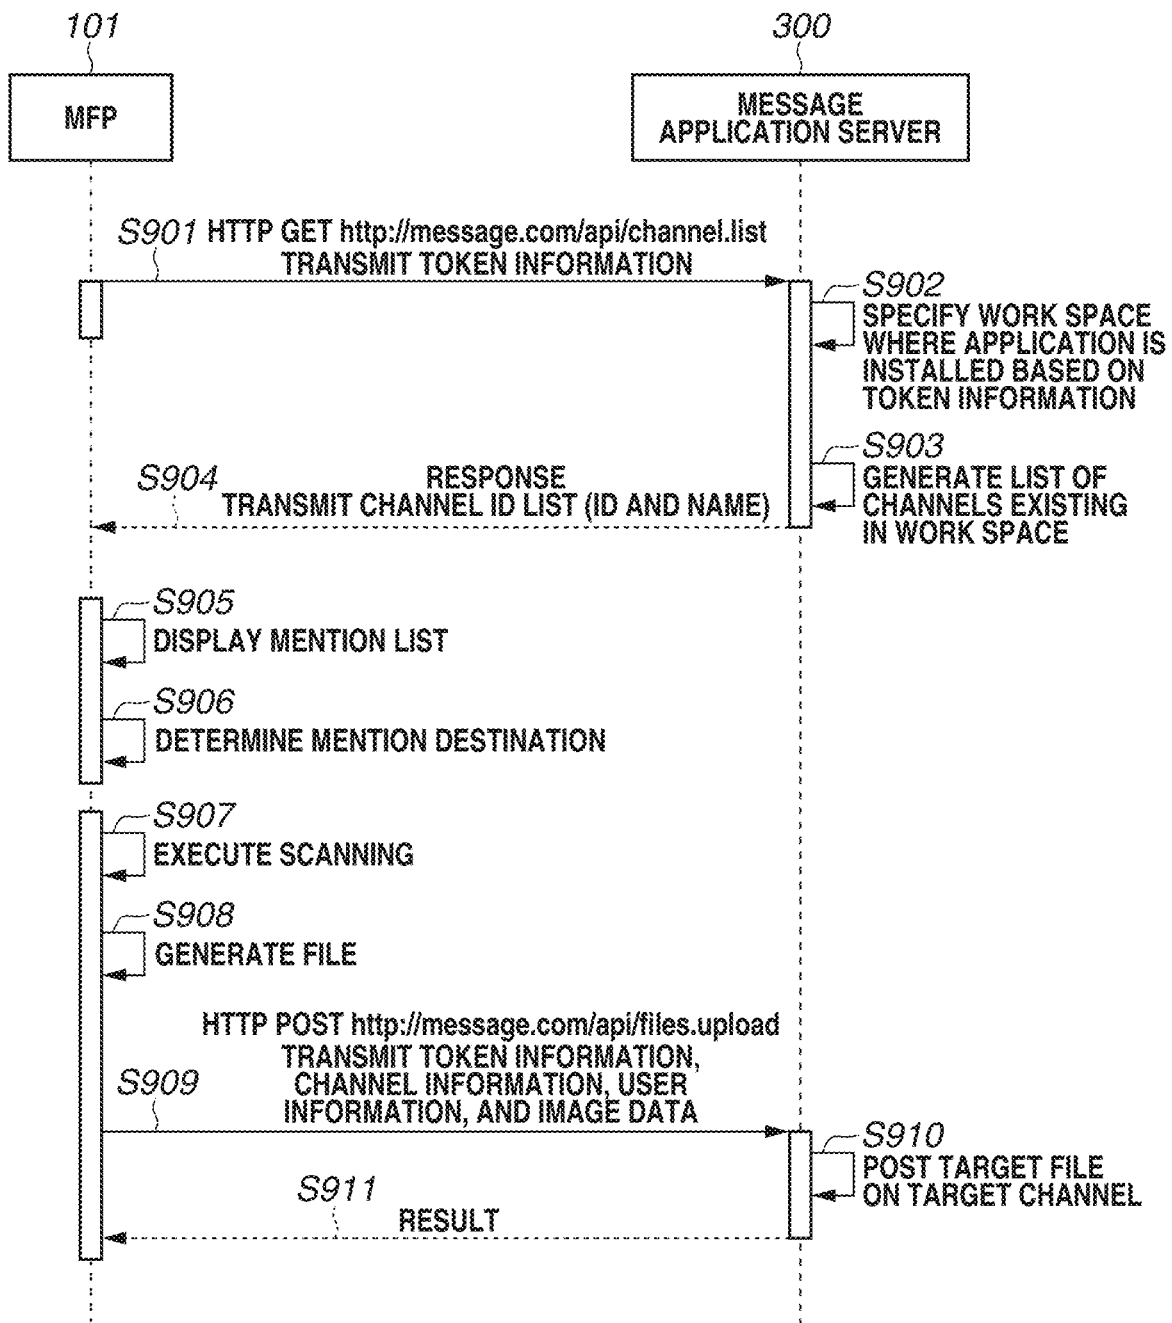 101
300
MFP
MESSAGE
APPLICATION SERVER
S901 HTTP GET http://message.com/api/channel.list
TRANSMIT TOKEN INFORMATION
S902
SPECIFY WORK SPACE
WHERE APPLICATION IS
INSTALLED BASED ON
TOKEN INFORMATION
S903
GENERATE LIST OF
CHANNELS EXISTING
IN WORK SPACE
S904
RESPONSE
TRANSMIT CHANNEL ID LIST (ID AND NAME)
S905
DISPLAY MENTION LIST
S906
DETERMINE MENTION DESTINATION
S907
EXECUTE SCANNING
S908
GENERATE FILE
HTTP POST http://message.com/api/files.upload
TRANSMIT TOKEN INFORMATION,
CHANNEL INFORMATION, USER
INFORMATION, AND IMAGE DATA
S909
S910
POST TARGET FILE
ON TARGET CHANNEL
S911
RESULT